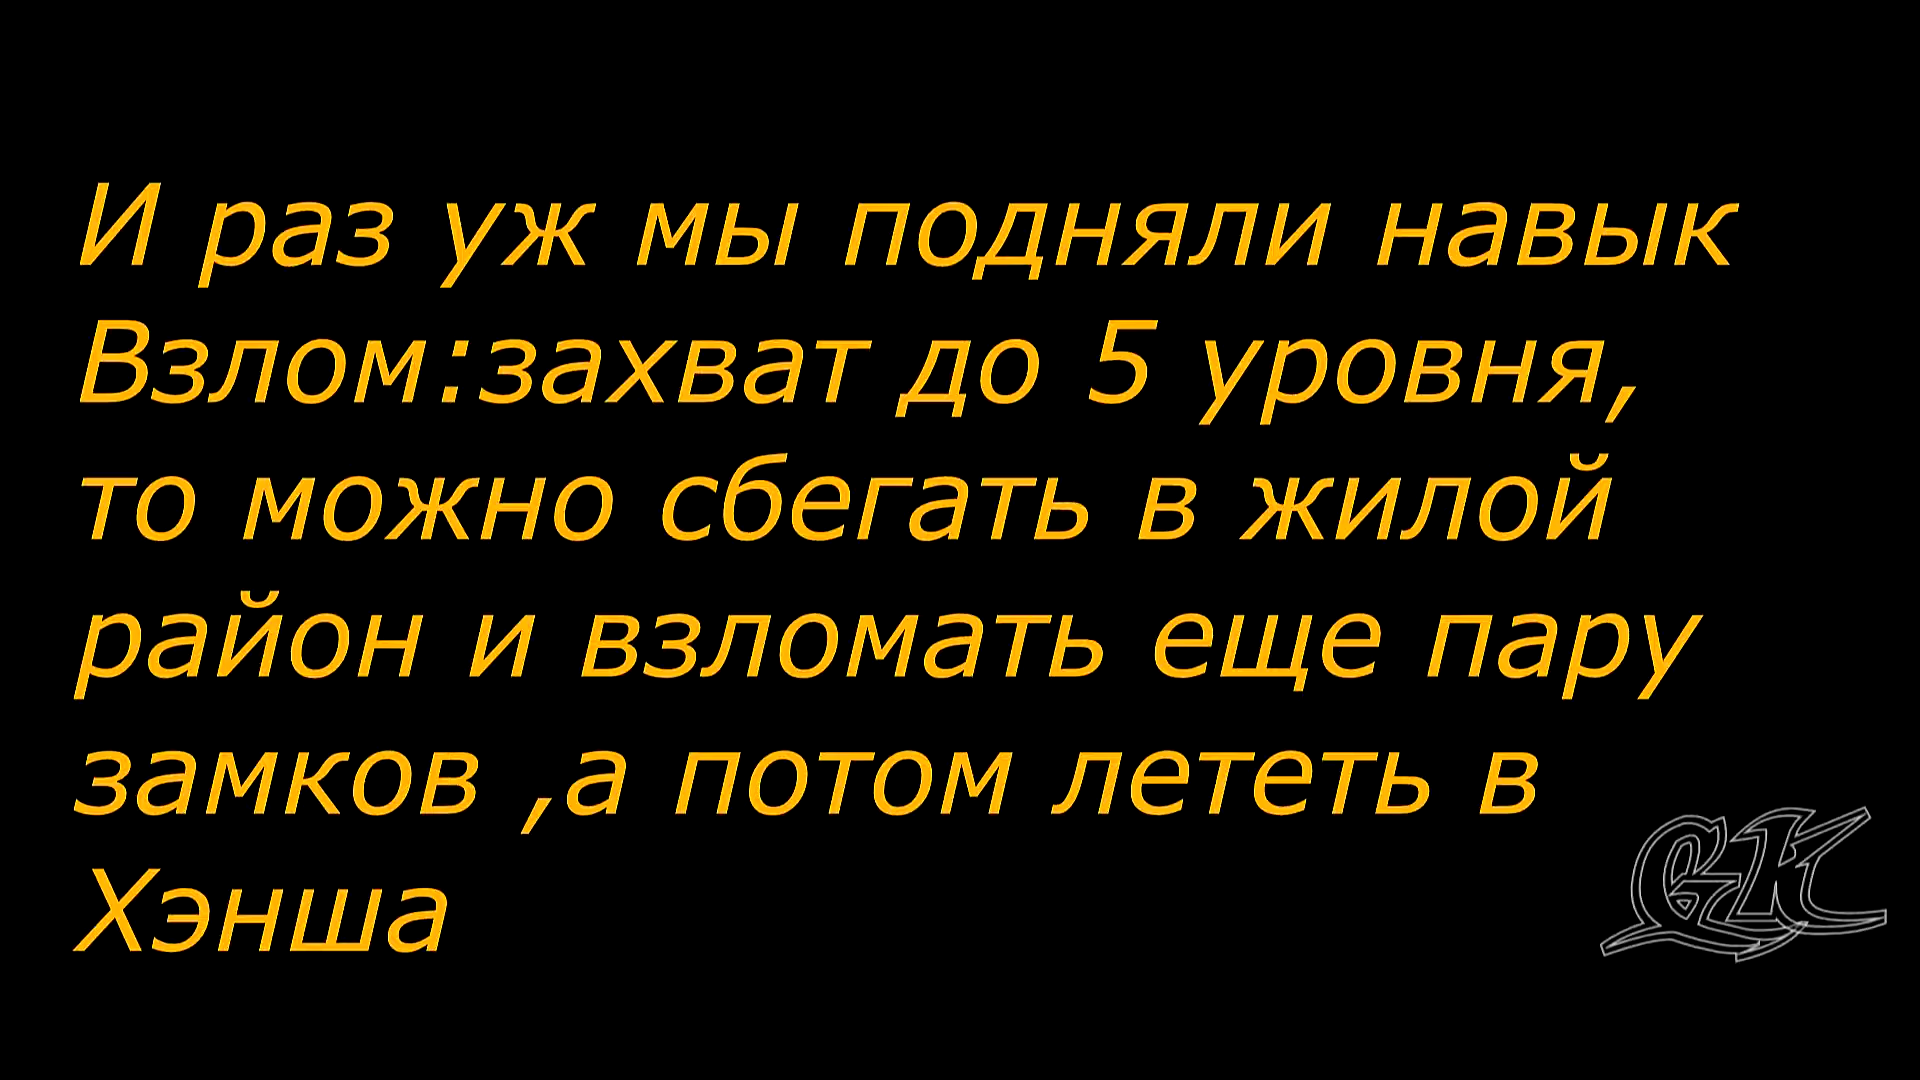 И раз уж мы подняли навык
Взлом:захват до 5 уровня,
то можно сбегать в жилой
район и взломать еще пару
замков ,а потом лететь в
Хэнша
GK